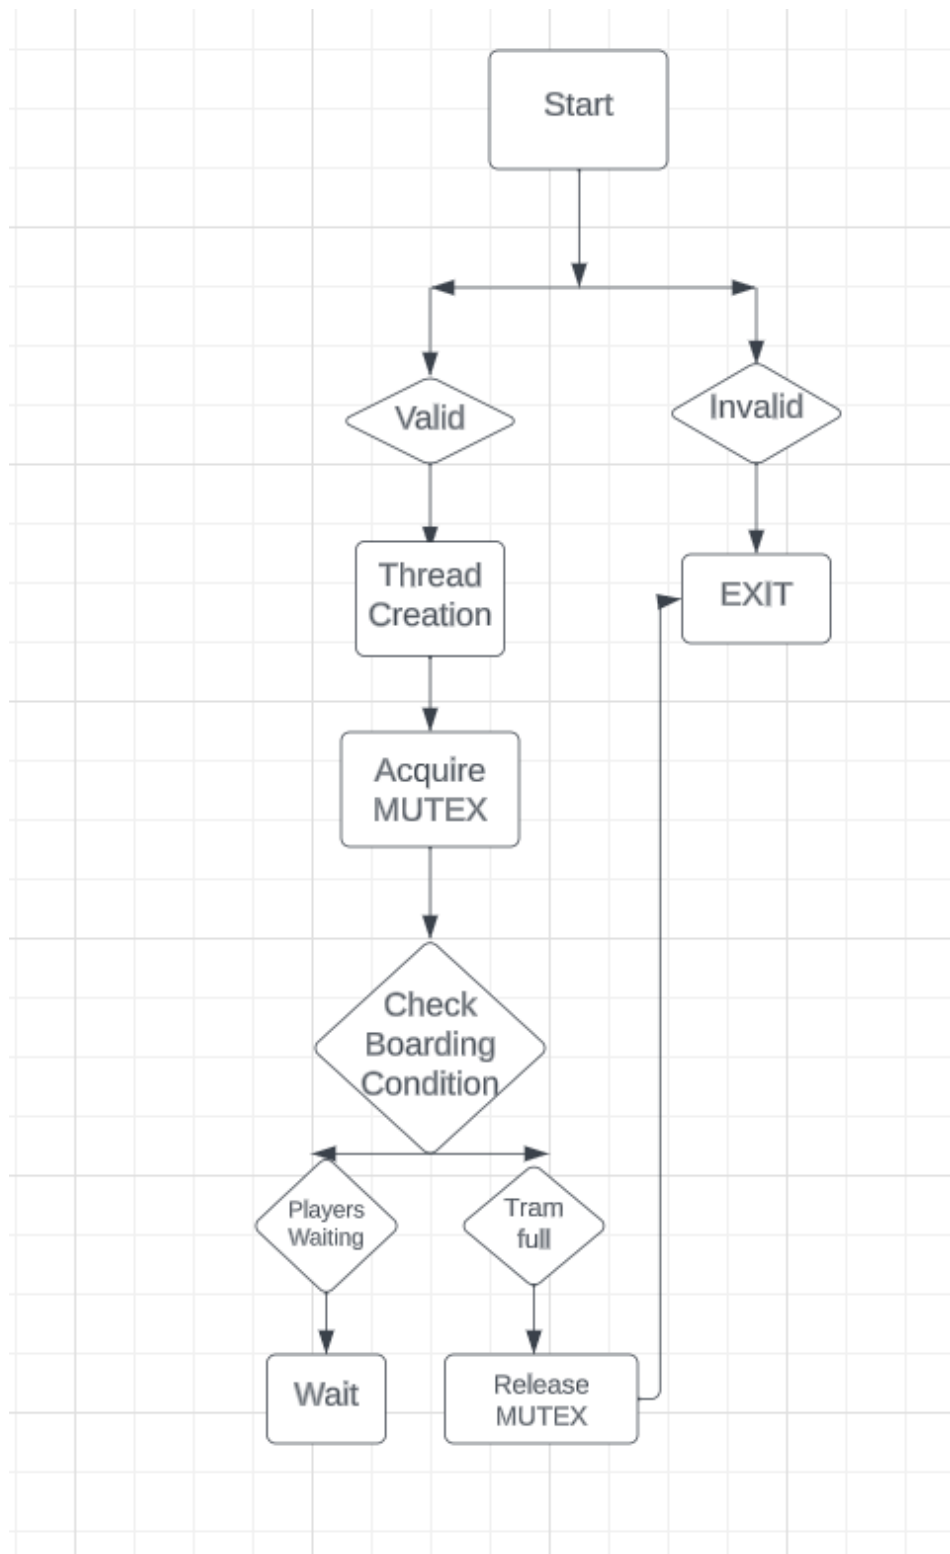 Start
Valid
Invalid
Thread
Creation
EXIT
Acquire
MUTEX
Check
Boarding
Condition
Players
Waiting
Tram
full
Wait
Release
MUTEX